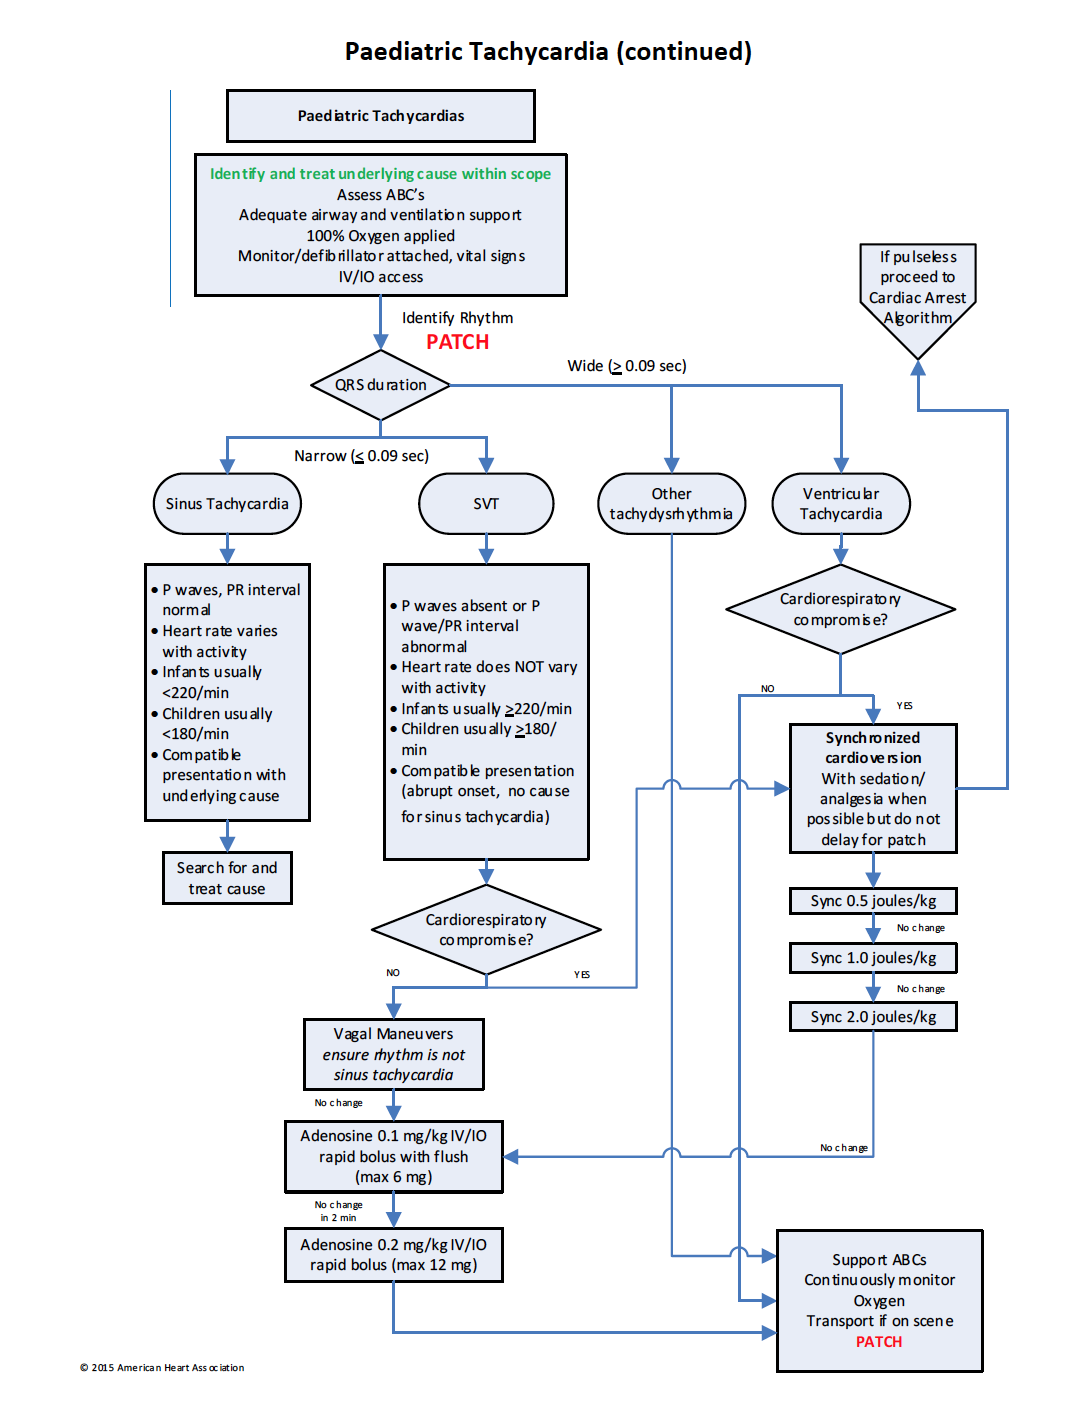 Paediatric Tachycardia (continued)
Paediatric Tachycardias
Identify and treat underlying cause within scope
Assess ABC's
Adequate airway and ventilation support
100% Oxygen applied
Monitor/defibrillator attached, vital signs
IV/IO access
If pulseless
proceed to
Cardiac Arrest
Algorithm
Identify Rhythm
PATCH
QRS duration
Wide (≥ 0.09 sec)
Narrow (≤ 0.09 sec)
Sinus Tachycardia
SVT
Other
tachydysrhythmia
Ventricular
Tachycardia
• P waves, PR interval
normal
• Heart rate varies
with activity
• Infants usually
<220/min
• Children usually
<180/min
• Compatible
presentation with
underlying cause
Search for and
treat cause
• P waves absent or P
wave/PR interval
abnormal
• Heart rate does NOT vary
with activity
• Infants usually ≥220/min
• Children usually ≥180/
min
• Compatible presentation
(abrupt onset, no cause
for sinus tachycardia)
Cardiorespiratory
compromise?
NO
YES
Synchronized
cardioversion
With sedation/
analgesia when
possible but do not
delay for patch
Sync 0.5 joules/kg
No change
Sync 1.0 joules/kg
No change
Sync 2.0 joules/kg
No change
Cardiorespiratory
compromise?
NO
YES
Vagal Maneuvers
ensure rhythm is not
sinus tachycardia
No change
Adenosine 0.1 mg/kg IV/IO
rapid bolus with flush
(max 6 mg)
No change
in 2 min
Adenosine 0.2 mg/kg IV/IO
rapid bolus (max 12 mg)
Support ABCs
Continuously monitor
Oxygen
Transport if on scene
PATCH
© 2015 American Heart Association